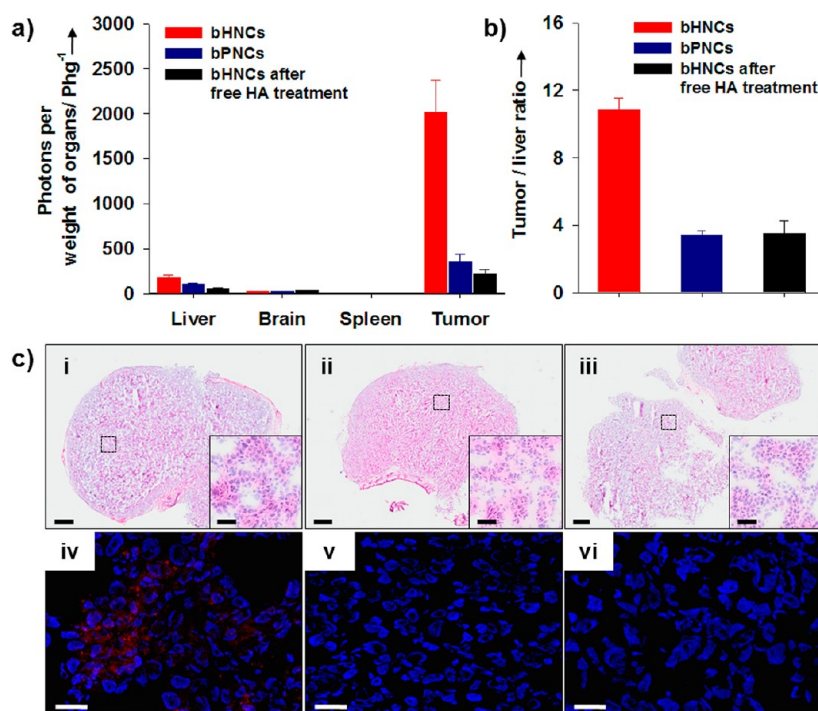 a)
3000
2500
2000
1500
1000
500
0
Photons per
weight of organs/ Phg⁻¹ →
bHNCs
bPNCs
bHNCs after
free HA treatment
Liver Brain Spleen Tumor
b)
16
12
8
4
0
Tumor / liver ratio →
bHNCs
bPNCs
bHNCs after
free HA treatment
c)
i
ii
iii
iv
v
vi